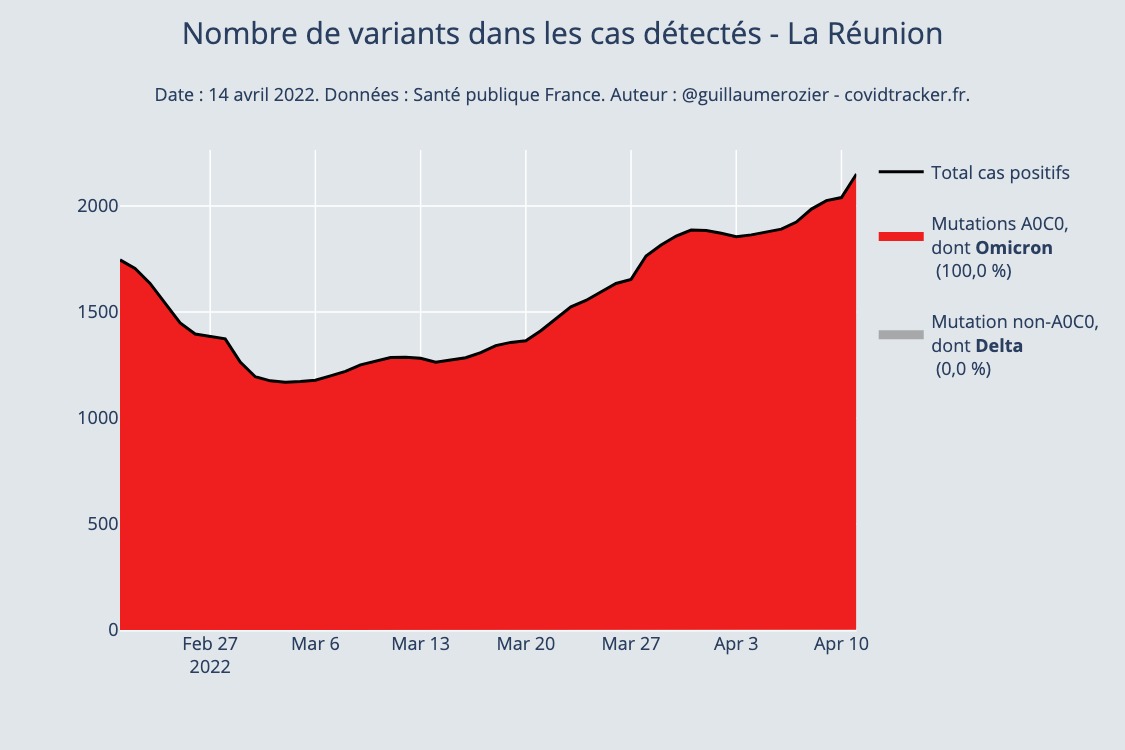 Nombre de variants dans les cas détectés - La Réunion
Date : 14 avril 2022. Données : Santé publique France. Auteur : @guillaumerozier - covidtracker.fr.
Total cas positifs
Mutations A0C0,
dont Omicron
(100,0 %)
Mutation non-A0C0,
dont Delta
(0,0 %)
2000
1500
1000
500
0
Feb 27
2022
Mar 6
Mar 13
Mar 20
Mar 27
Apr 3
Apr 10